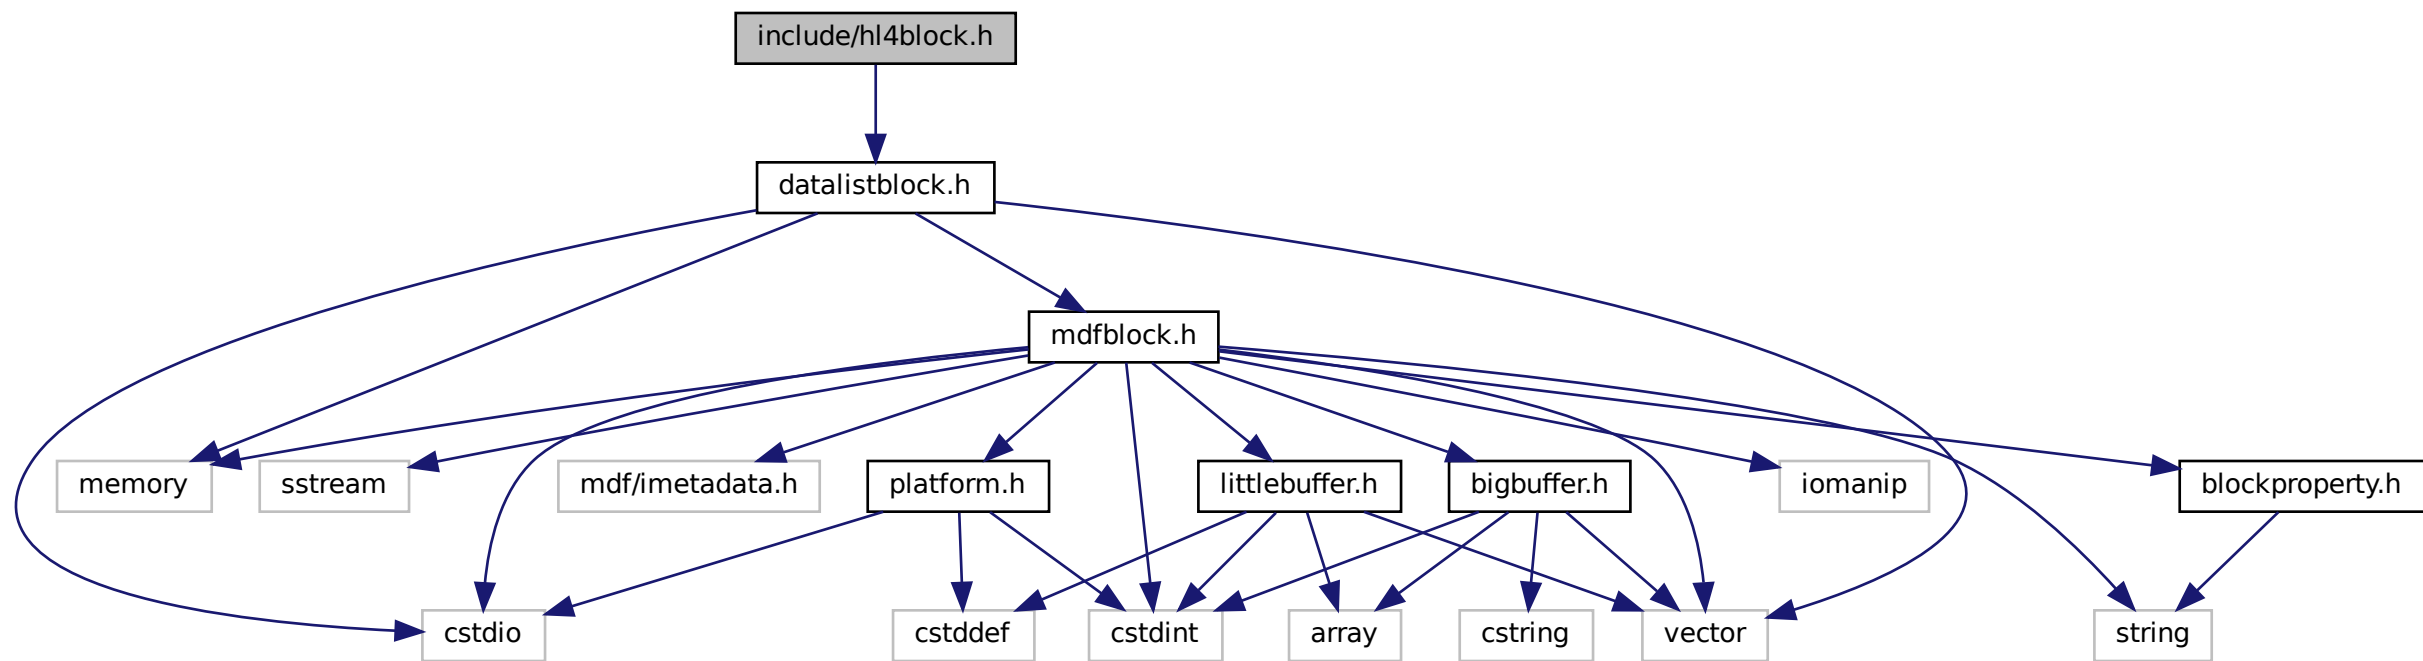 include/hl4block.h
datalistblock.h
mdfblock.h
memory
sstream
mdf/imetadata.h
platform.h
littlebuffer.h
bigbuffer.h
iomanip
blockproperty.h
cstdio
cstddef
cstdint
array
cstring
vector
string